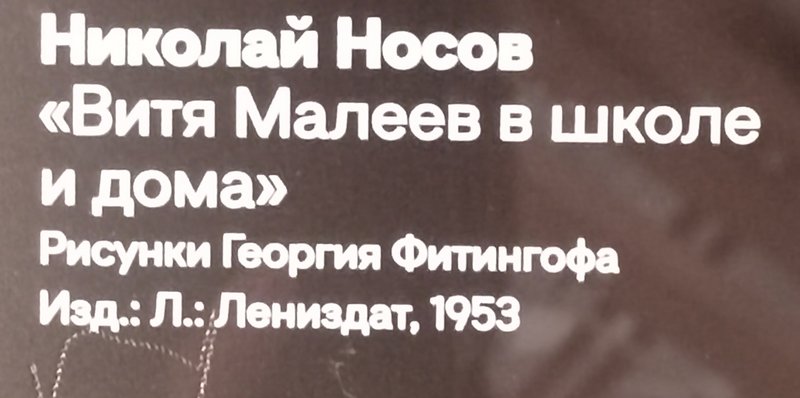 Николай Носов
«Витя Малеев в школе
и дома»
Рисунки Георгия Фитингофа
Изд.: Л.: Лениздат, 1953